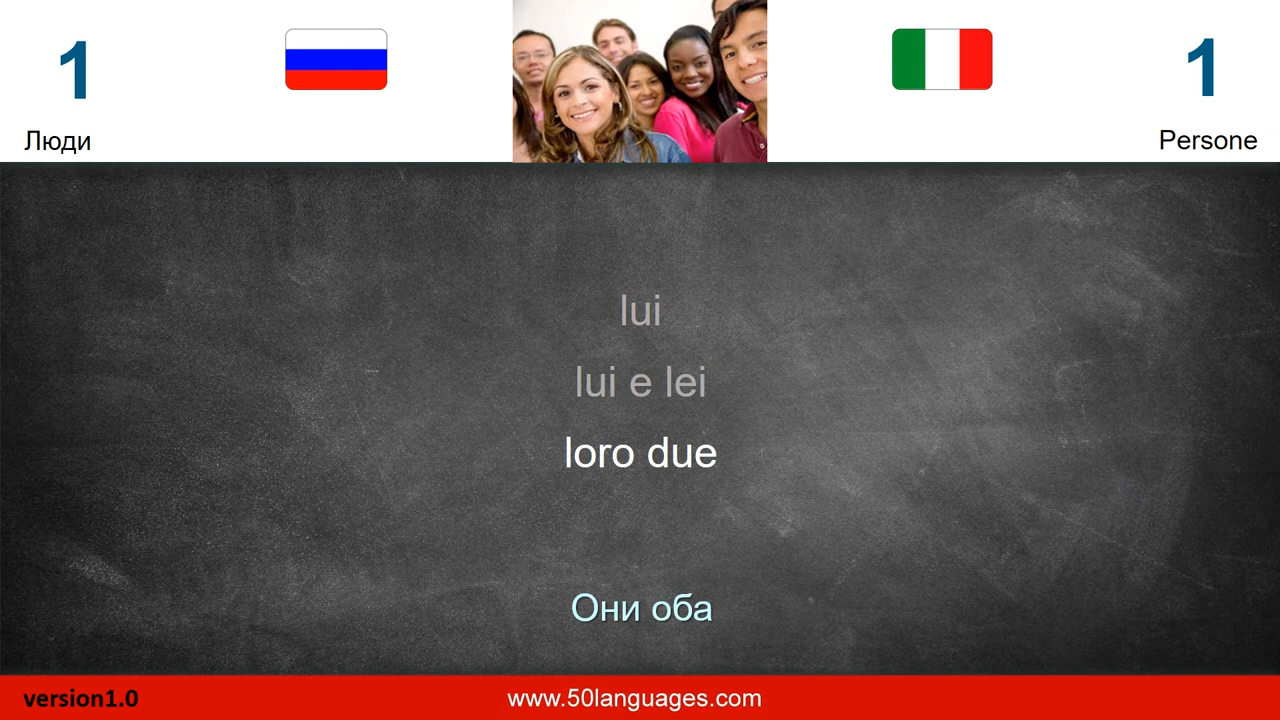 1
1
Люди
Persone
lui
lui e lei
loro due
Они оба
version1.0
www.50languages.com